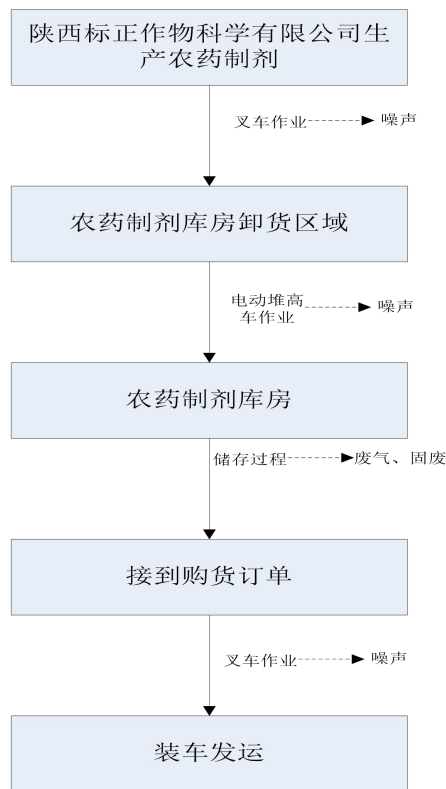 陕西标正作物科学有限公司生
产农药制剂
叉车作业 噪声
农药制剂库房卸货区域
电动堆高
车作业
噪声
农药制剂库房
储存过程 废气、固废
接到购货订单
叉车作业 噪声
装车发运